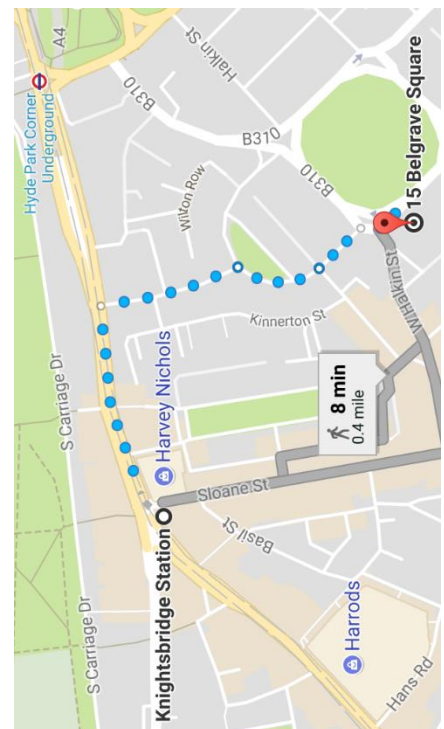 Hyde Park Corner
Underground
A4
Halkin St
B310
B310
B310
Wilton Row
S Carriage Dr
Kinnerton St
Harvey Nichols
15 Belgrave Square
W Halkin St
8 min
0.4 mile
Knightsbridge Station
Sloane St
Basil St
S Carriage Dr
Harrods
Hans Rd